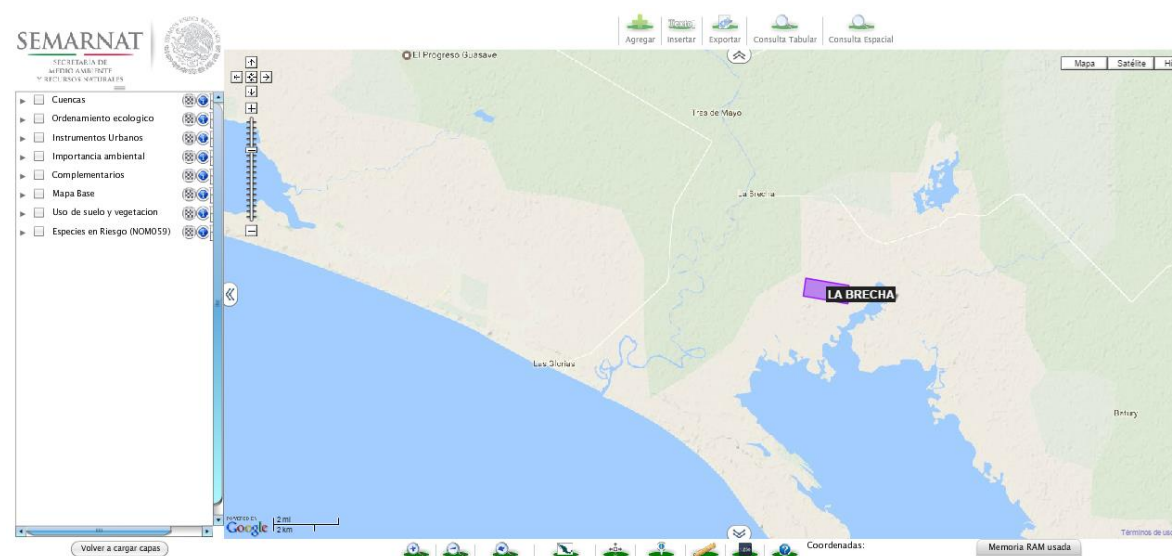 SEMARNAT
SECRETARÍA DE
MEDIO AMBIENTE
Y RECURSOS NATURALES
Agregar
Insertar
Exportar
Consulta Tabular
Consulta Espacial
Cuencas
Ordenamiento ecologico
Instrumentos Urbanos
Importancia ambiental
Complementarios
Mapa Base
Uso de suelo y vegetacion
Especies en Riesgo (NOM059)
Volver a cargar capas
El Progreso Guasave
Mapa
Satélite
Hí
Tres de Mayo
La Brecha
LA BRECHA
Las Glorias
POWERED BY
Google
2 mi
2 km
Términos de uso
Coordenadas:
Memoria RAM usada